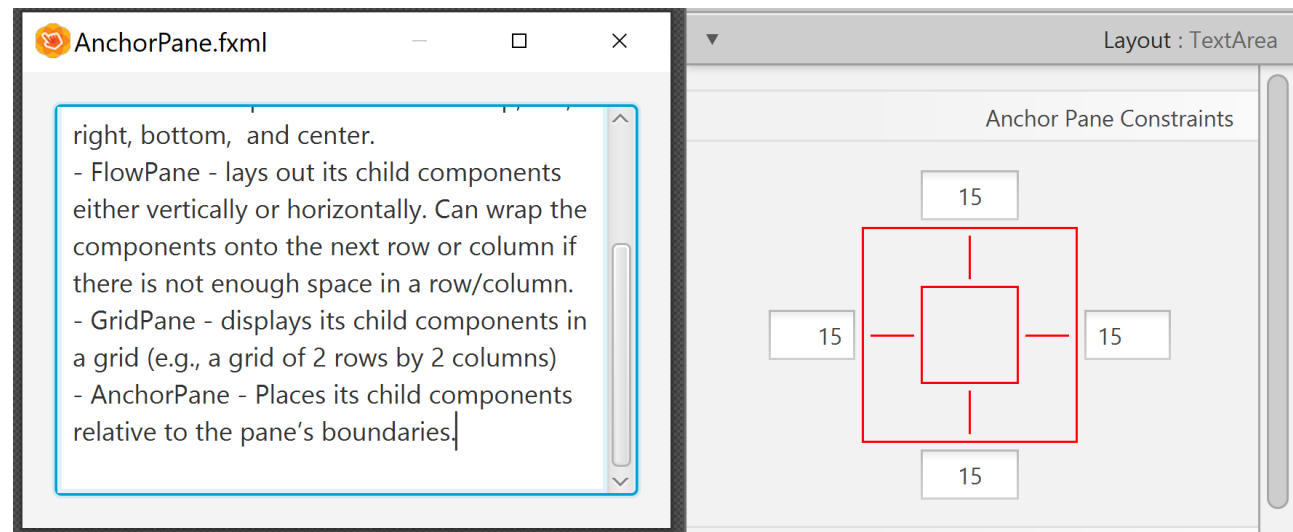 AnchorPane.fxml
right, bottom,  and center.
- FlowPane - lays out its child components
either vertically or horizontally. Can wrap the
components onto the next row or column if
there is not enough space in a row/column.
- GridPane - displays its child components in
a grid (e.g., a grid of 2 rows by 2 columns)
- AnchorPane - Places its child components
relative to the pane’s boundaries.
Layout : TextArea
Anchor Pane Constraints
15
15
15
15